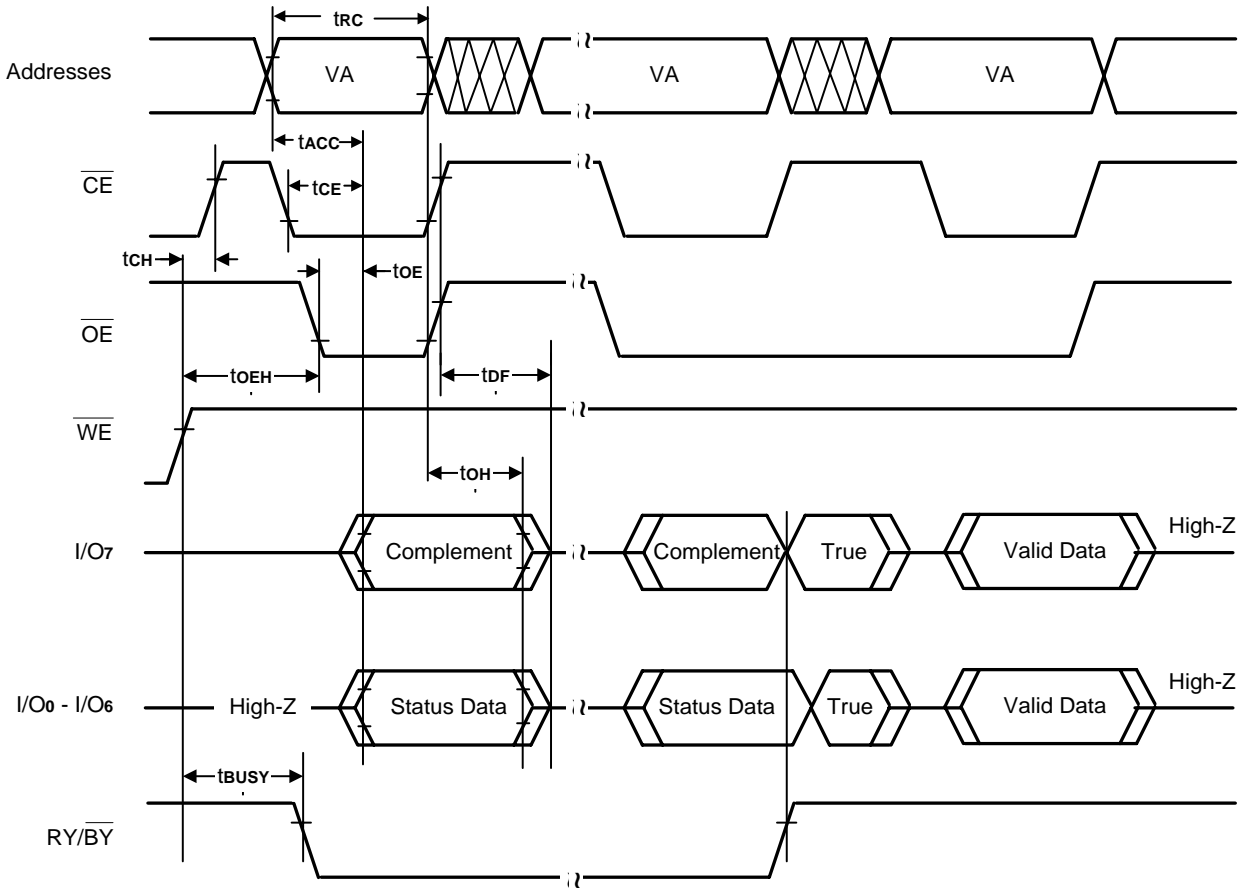 tRC
Addresses
VA
VA
VA
tACC
CE
tCE
tCH
tOE
OE
tOEH
tDF
WE
tOH
I/O7
Complement
Complement
True
Valid Data
High-Z
I/O0 - I/O6
High-Z
Status Data
Status Data
True
Valid Data
High-Z
tBUSY
RY/BY